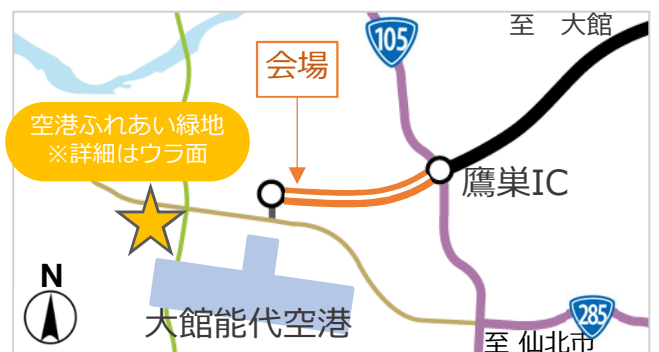 至 大館
105
会場
空港ふれあい緑地
※詳細はウラ面
鷹巣IC
N
大館能代空港
285
至 仙北市